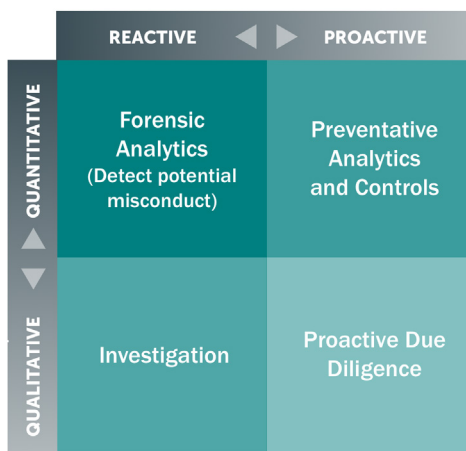 REACTIVE
PROACTIVE
QUANTITATIVE
Forensic
Analytics
(Detect potential
misconduct)
Preventative
Analytics
and Controls
QUALITATIVE
Investigation
Proactive Due
Diligence